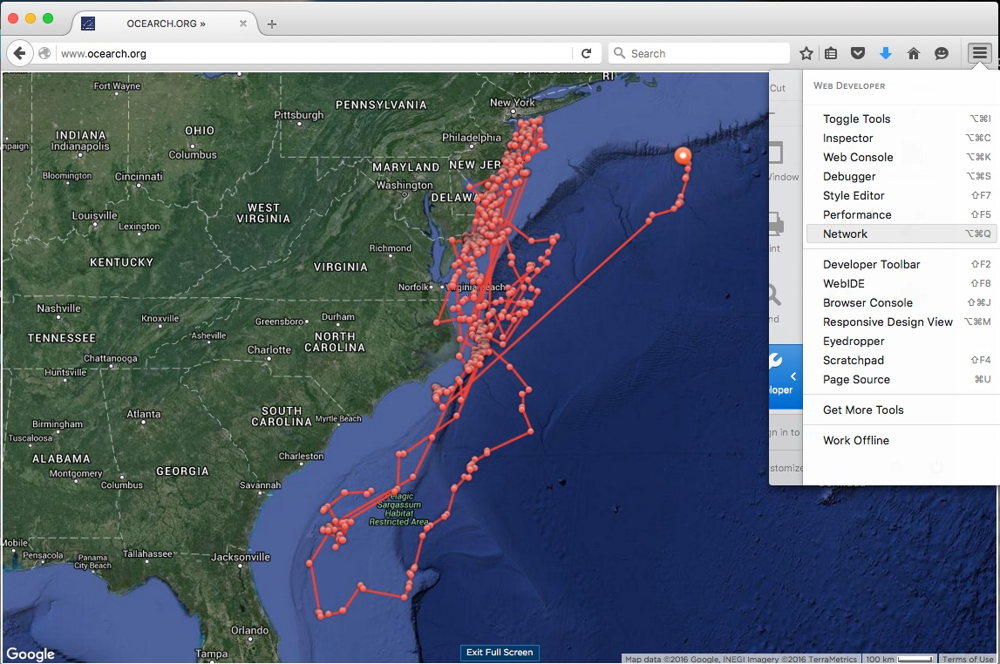 OCEARCH.ORG »
www.ocearch.org
Search
Cut
Window
WEB DEVELOPER
Toggle Tools ⌥⌘I
Inspector ⌥⌘C
Web Console ⌥⌘K
Debugger ⌥⌘S
Style Editor ⇧F7
Performance ⇧F5
Network ⌥⌘Q
Developer Toolbar ⇧F2
WebIDE ⇧F8
Browser Console ⇧⌘J
Responsive Design View ⌥⌘M
Eyedropper
Scratchpad ⇧F4
Page Source ⌘U
Get More Tools
Work Offline
int
nd
loper
gn in to
stomize
RI
Fort Wayne
New York
PENNSYLVANIA
Pittsburgh
OHIO
INDIANA
Indianapolis
Philadelphia
mpaign
Columbus
MARYLAND
NEW JER
Bloomington
Cincinnati
Washington
DELAWA
WEST
VIRGINIA
Louisville
Lexington
Richmond
KENTUCKY
VIRGINIA
Norfolk
Virginia Beach
Nashville
Knoxville
Greensboro
Durham
TENNESSEE
Asheville
NORTH
CAROLINA
Charlotte
Chattanooga
Huntsville
SOUTH
CAROLINA
Myrtle Beach
Atlanta
Birmingham
Tuscaloosa
ALABAMA
Charleston
Montgomery
GEORGIA
Columbus
Savannah
Pelagic
Sargassum
Habitat
Restricted Area
Mobile
Pensacola
Panama
City Beach
Tallahassee
Jacksonville
Orlando
Tampa
Google
Exit Full Screen
Map data ©2016 Google, INEGI Imagery ©2016 TerraMetrics
100 km
Terms of Use